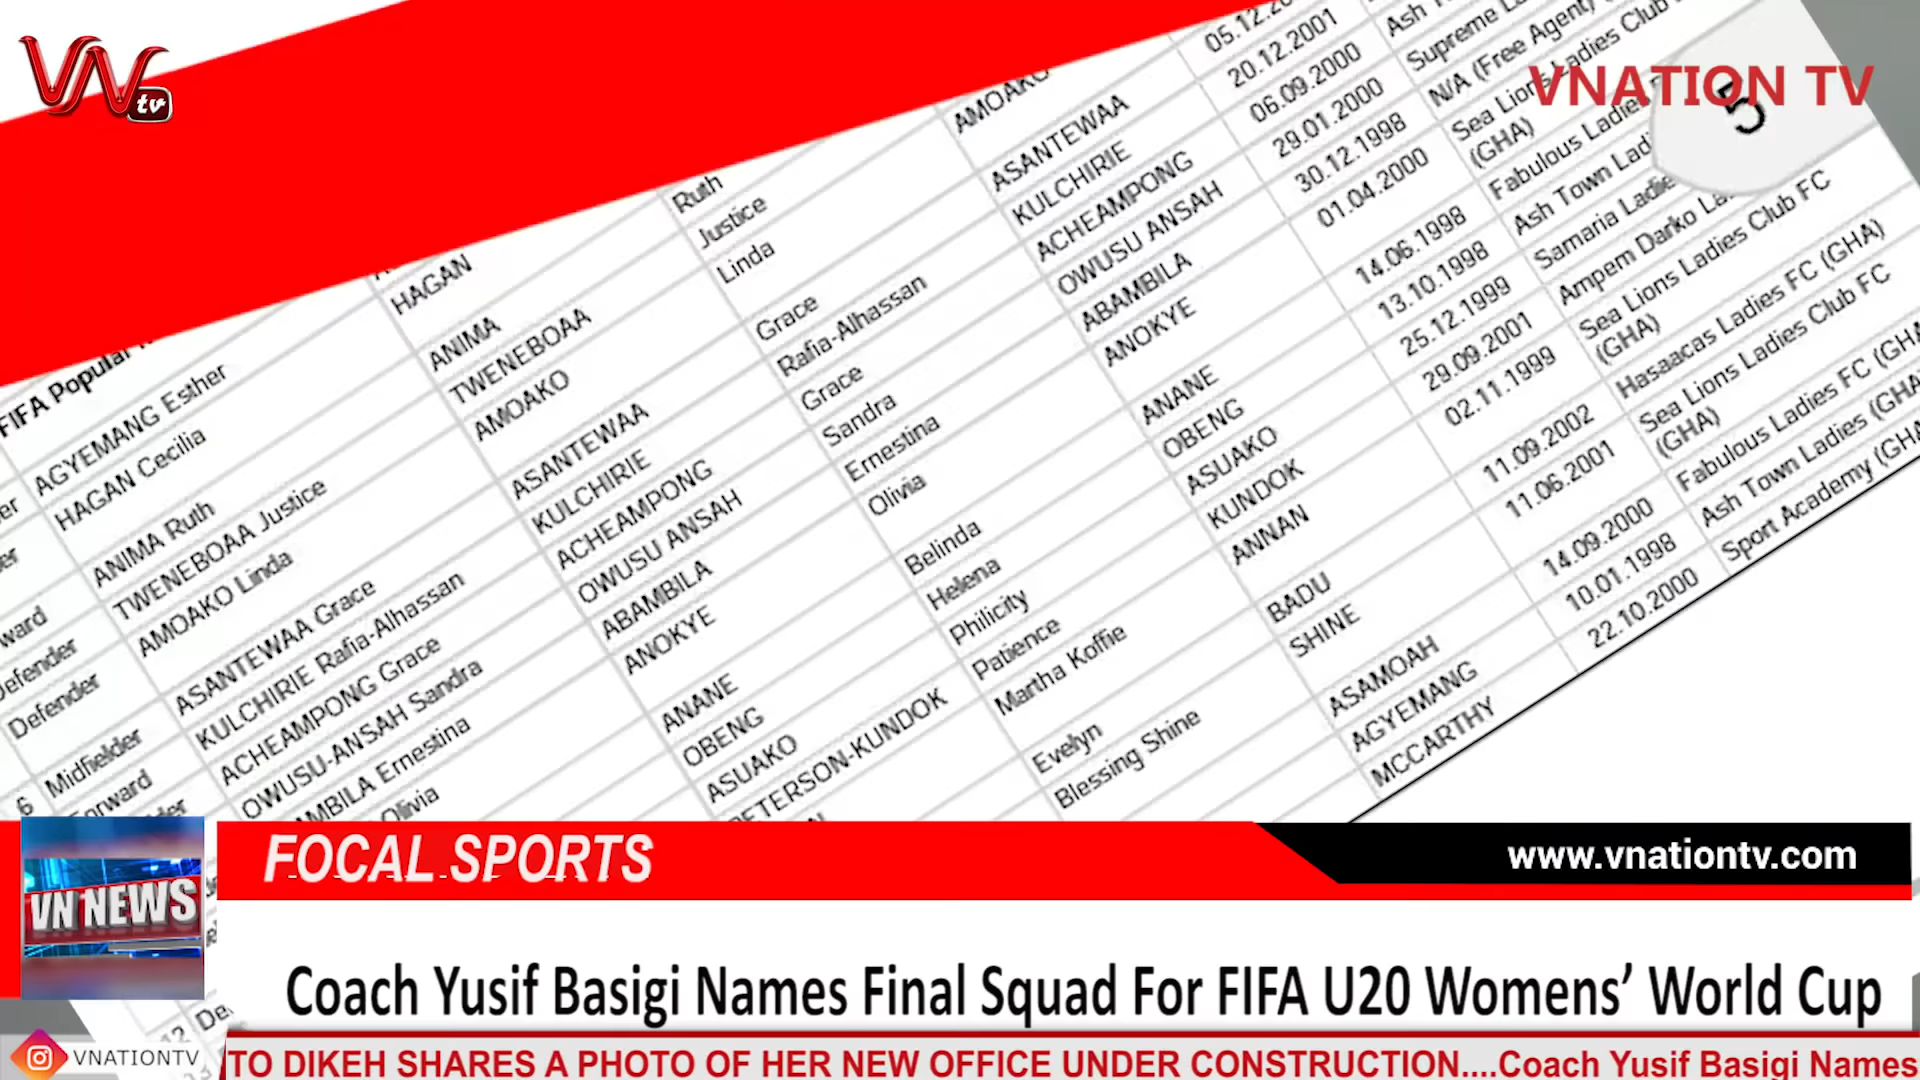 VN tv
VNATION TV
5
FIFA Popular
AGYEMANG Esther
HAGAN Cecilia
ANIMA Ruth
TWENEBOAA Justice
AMOAKO Linda
ASANTEWAA Grace
KULCHIRIE Rafia-Alhassan
ACHEAMPONG Grace
OWUSU-ANSAH Sandra
Ernestina
Olivia
Defender
Defender
6 Midfielder
HAGAN
ANIMA
TWENEBOAA
AMOAKO
ASANTEWAA
KULCHIRIE
ACHEAMPONG
OWUSU ANSAH
ABAMBILA
ANOKYE
ANANE
OBENG
ASUAKO
PETERSON-KUNDOK
Ruth
Justice
Linda
Grace
Rafia-Alhassan
Grace
Sandra
Ernestina
Olivia
Belinda
Helena
Philicity
Patience
Martha Koffie
Evelyn
Blessing Shine
AMOAKO
ASANTEWAA
KULCHIRIE
ACHEAMPONG
OWUSU ANSAH
ABAMBILA
ANOKYE
ANANE
OBENG
ASUAKO
KUNDOK
ANNAN
BADU
SHINE
ASAMOAH
AGYEMANG
MCCARTHY
20.12.2001
06.09.2000
29.01.2000
30.12.1998
01.04.2000
14.06.1998
13.10.1998
25.12.1999
29.09.2001
02.11.1999
11.09.2002
11.06.2001
14.09.2000
10.01.1998
22.10.2000
Supreme
N/A (Free Agent)
Sea Lions Ladies Club
(GHA)
Fabulous Ladies
Ash Town
Samaria Ladies
Ampem Darko
Sea Lions Ladies Club FC
(GHA)
Hasaacas Ladies FC (GHA)
Sea Lions Ladies Club FC
(GHA)
Fabulous Ladies FC (GHA
Ash Town Ladies (GHA
Sport Academy (GHA
FOCAL SPORTS
www.vnationtv.com
VN NEWS
Coach Yusif Basigi Names Final Squad For FIFA U20 Womens' World Cup
VNATIONTV
TO DIKEH SHARES A PHOTO OF HER NEW OFFICE UNDER CONSTRUCTION....Coach Yusif Basigi Names